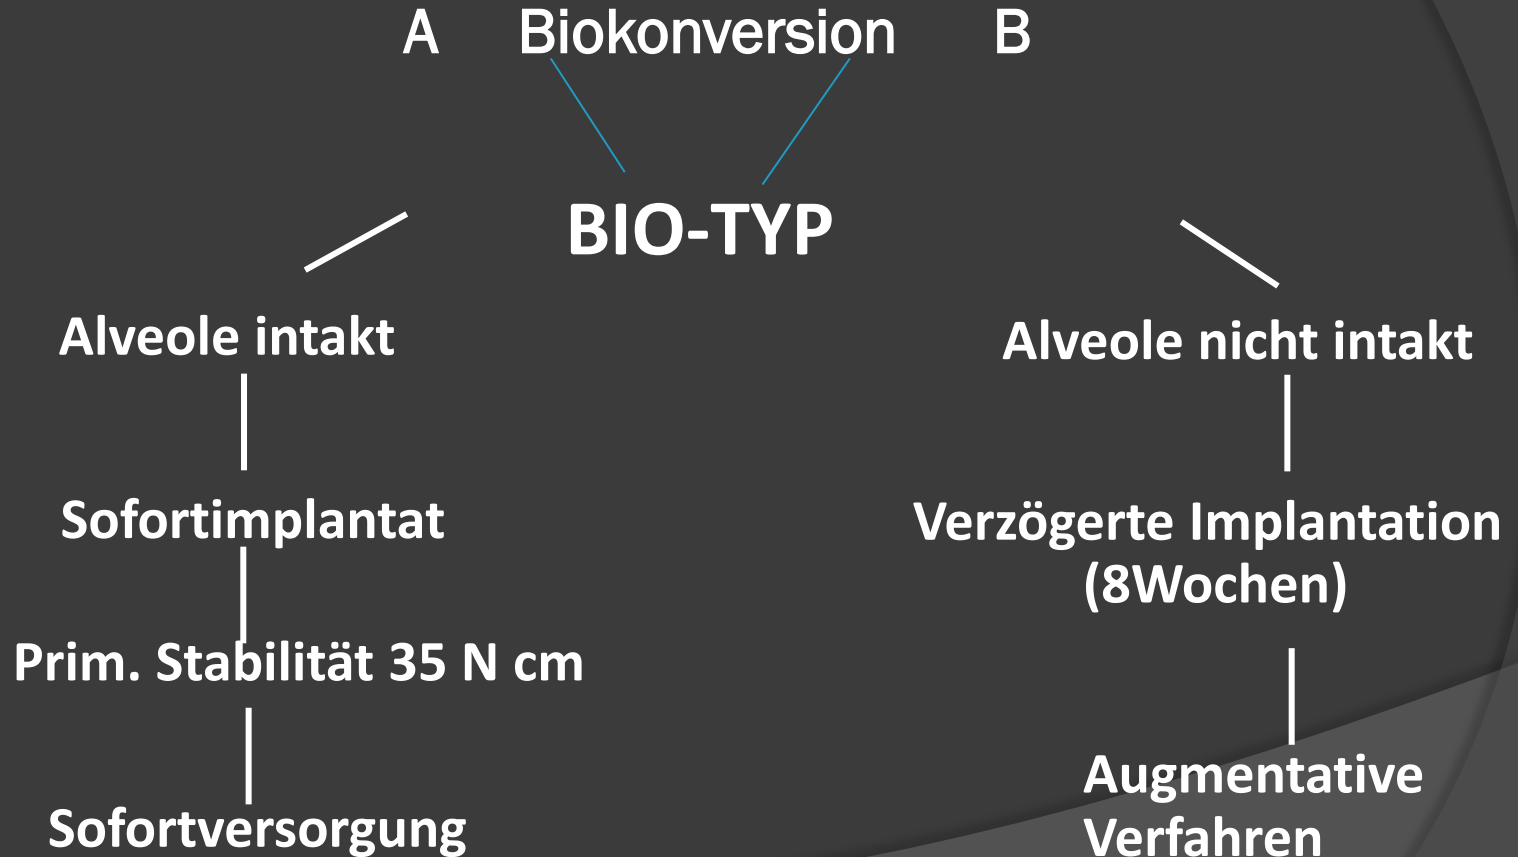 A Biokonversion B
BIO-TYP
Alveole intakt
Alveole nicht intakt
Sofortimplantat
Verzögerte Implantation
(8Wochen)
Prim. Stabilität 35 N cm
Sofortversorgung
Augmentative
Verfahren